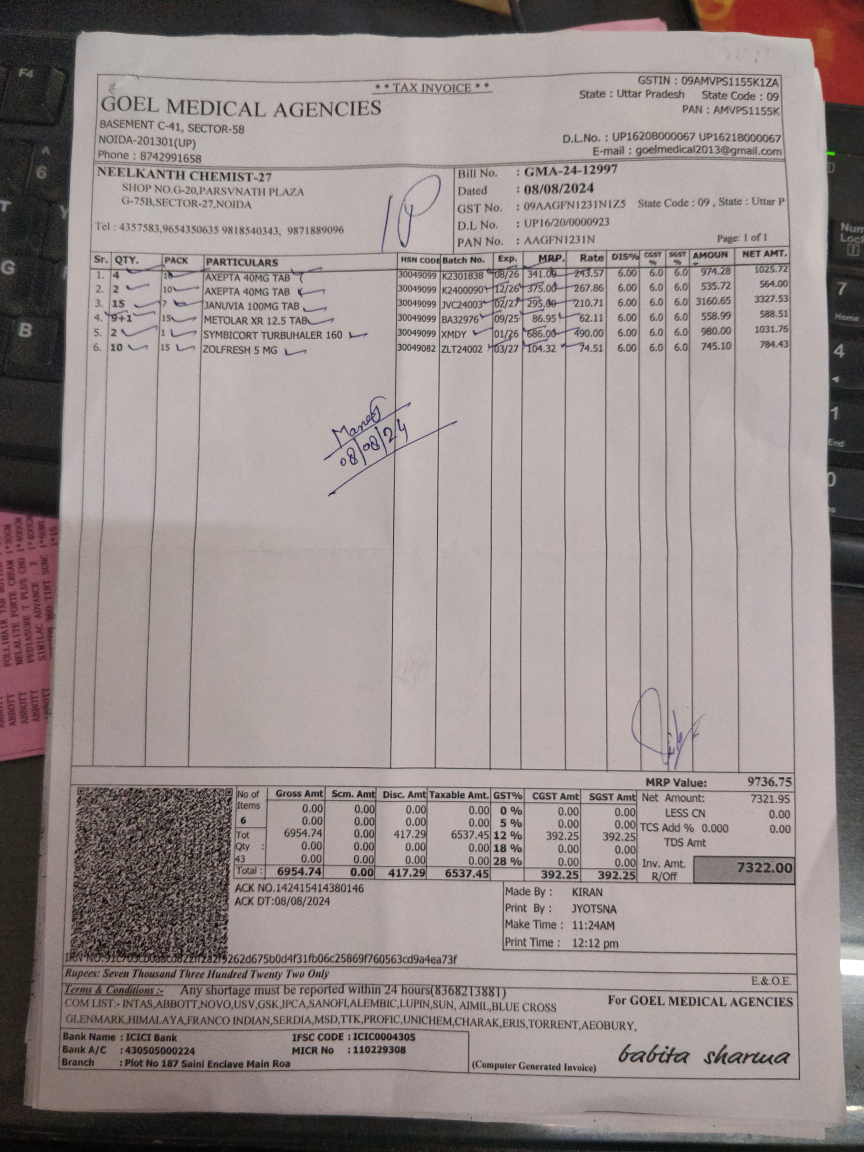 * * TAX INVOICE * *
GSTIN : 09AMVPS1155K1ZA
State : Uttar Pradesh State Code : 09
PAN : AMVPS1155K
GOEL MEDICAL AGENCIES
BASEMENT C-41, SECTOR-58
NOIDA-201301(UP)
Phone : 8742991658
D.L.No. : UP1620B000067 UP1621B000067
E-mail : goelmedical2013@gmail.com
NEELKANTH CHEMIST-27
SHOP NO.G-20,PARSVNATH PLAZA
G-75B,SECTOR-27,NOIDA
Tel : 4357583,9654350635 9818540343, 9871889096
Bill No. : GMA-24-12997
Dated : 08/08/2024
GST No. : 09AAGFN1231N1Z5 State Code : 09 , State : Uttar P
D.L No. : UP16/20/0000923
PAN No. : AAGFN1231N Page: 1 of 1
Sr. QTY. PACK PARTICULARS HSN CODE Batch No. Exp. MRP. Rate DIS% CGST % SGST % AMOUN NET AMT.
1. 4 AXEPTA 40MG TAB 30049099 K2301838 08/26 341.00 243.57 6.00 6.0 6.0 974.28 1025.72
2. 2 10 AXEPTA 40MG TAB 30049099 K2400090 12/26 375.00 267.86 6.00 6.0 6.0 535.72 564.00
3. 15 7 JANUVIA 100MG TAB 30049099 JVC24003 02/27 295.00 210.71 6.00 6.0 6.0 3160.65 3327.53
4. 9+1 15 METOLAR XR 12.5 TAB 30049099 BA32976 09/25 86.95 62.11 6.00 6.0 6.0 558.99 588.51
5. 2 1 SYMBICORT TURBUHALER 160 30049099 XMDY 01/26 686.00 490.00 6.00 6.0 6.0 980.00 1031.76
6. 10 15 ZOLFRESH 5 MG 30049082 ZLT24002 03/27 104.32 74.51 6.00 6.0 6.0 745.10 784.43
08/08/24
MRP Value: 9736.75
No of Items 6 Gross Amt Scm. Amt Disc. Amt Taxable Amt. GST% CGST Amt SGST Amt
0.00 0.00 0.00 0.00 0 % 0.00 0.00
0.00 0.00 0.00 0.00 5 % 0.00 0.00
Tot Qty : 43 6954.74 0.00 417.29 6537.45 12 % 392.25 392.25
0.00 0.00 0.00 0.00 18 % 0.00 0.00
0.00 0.00 0.00 0.00 28 % 0.00 0.00
Total : 6954.74 0.00 417.29 6537.45 392.25 392.25
Net Amount: 7321.95
LESS CN 0.00
TCS Add % 0.000 0.00
TDS Amt
Inv. Amt. R/Off 7322.00
ACK NO.142415414380146
ACK DT:08/08/2024
Made By : KIRAN
Print By : JYOTSNA
Make Time : 11:24AM
Print Time : 12:12 pm
Rupees: Seven Thousand Three Hundred Twenty Two Only
E.& O.E.
Terms & Conditions :- Any shortage must be reported within 24 hours(8368213881)
COM LIST:- INTAS,ABBOTT,NOVO,USV,GSK,IPCA,SANOFI,ALEMBIC,LUPIN,SUN, AIMIL,BLUE CROSS
GLENMARK,HIMALAYA,FRANCO INDIAN,SERDIA,MSD,TTK,PROFIC,UNICHEM,CHARAK,ERIS,TORRENT,AEOBURY,
For GOEL MEDICAL AGENCIES
Bank Name : ICICI Bank IFSC CODE : ICIC0004305
Bank A/C : 430505000224 MICR No : 110229308
Branch : Plot No 187 Saini Enclave Main Roa
(Computer Generated Invoice)
babita sharma